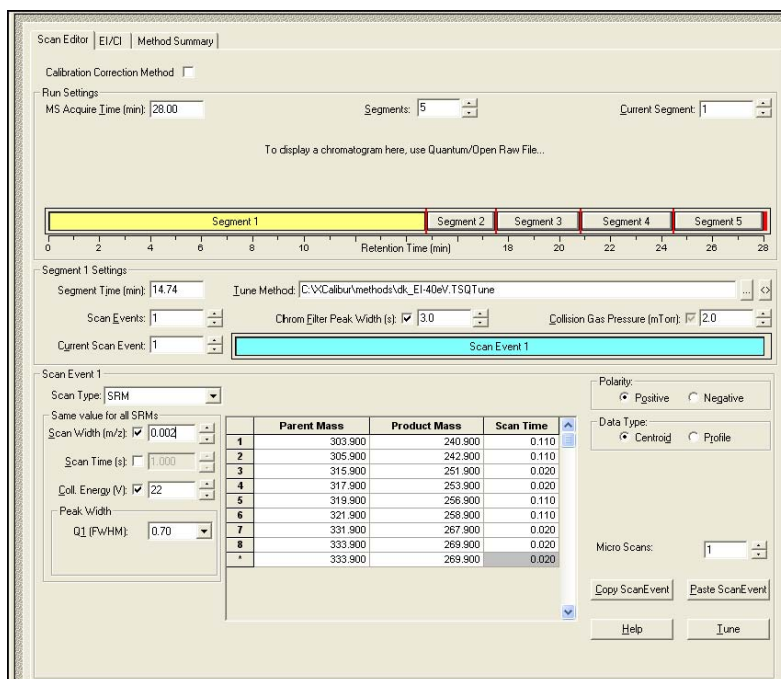 Scan Editor EI/CI Method Summary
Calibration Correction Method
Run Settings
MS Acquire Time (min): 28.00 Segments: 5 Current Segment: 1
To display a chromatogram here, use Quantum/Open Raw File...
Segment 1 Segment 2 Segment 3 Segment 4 Segment 5
0 2 4 6 8 10 Retention Time (min) 18 20 22 24 26 28
Segment 1 Settings
Segment Time (min): 14.74 Tune Method: C:\XCalibur\methods\dk_EI-40eV.TSQTune ... <>
Scan Events: 1 Chrom Filter Peak Width (s): 3.0 Collision Gas Pressure (mTorr): 2.0
Current Scan Event: 1 Scan Event 1
Scan Event 1
Scan Type: SRM
Same value for all SRMs
Scan Width (m/z): 0.002
Scan Time (s): 1.000
Coll. Energy (V): 22
Peak Width
Q1 (FWHM): 0.70
Parent Mass Product Mass Scan Time
1 303.900 240.900 0.110
2 305.900 242.900 0.110
3 315.900 251.900 0.020
4 317.900 253.900 0.020
5 319.900 256.900 0.110
6 321.900 258.900 0.110
7 331.900 267.900 0.020
8 333.900 269.900 0.020
* 333.900 269.900 0.020
Polarity:
Positive Negative
Data Type:
Centroid Profile
Micro Scans: 1
Copy ScanEvent Paste ScanEvent
Help Tune